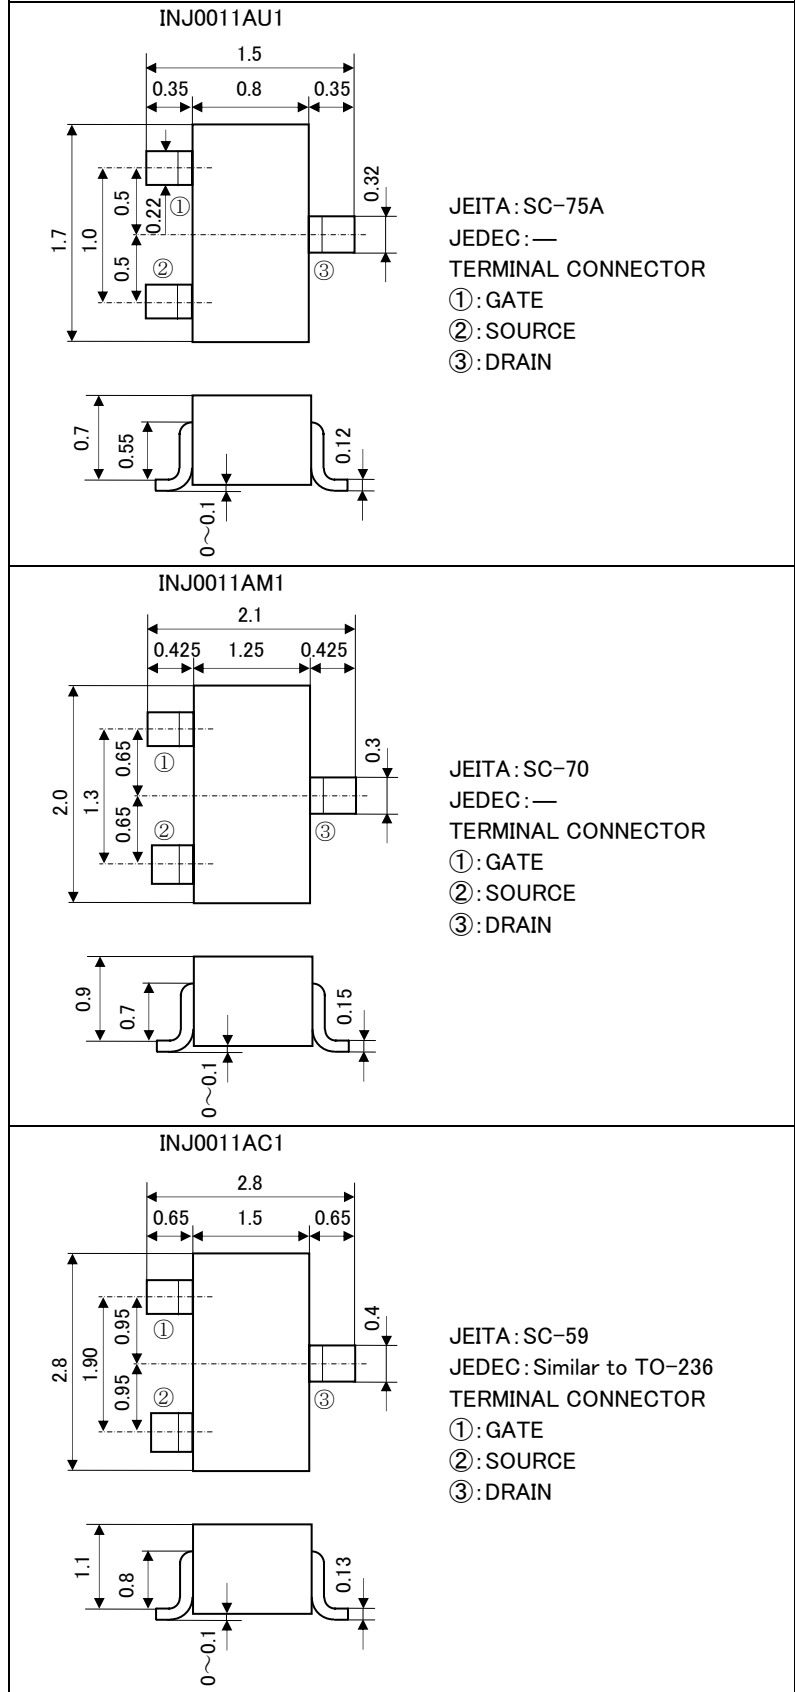 INJ0011AU1
1.5
0.35 0.8 0.35
1.7
1.0
0.5
0.5
0.22
①
②
③
0.32
JEITA:SC-75A
JEDEC:—
TERMINAL CONNECTOR
①:GATE
②:SOURCE
③:DRAIN
0.7
0.55
0~0.1
0.12
INJ0011AM1
2.1
0.425 1.25 0.425
2.0
1.3
0.65
0.65
①
②
③
0.3
JEITA:SC-70
JEDEC:—
TERMINAL CONNECTOR
①:GATE
②:SOURCE
③:DRAIN
0.9
0.7
0~0.1
0.15
INJ0011AC1
2.8
0.65 1.5 0.65
2.8
1.90
0.95
0.95
①
②
③
0.4
JEITA:SC-59
JEDEC:Similar to TO-236
TERMINAL CONNECTOR
①:GATE
②:SOURCE
③:DRAIN
1.1
0.8
0~0.1
0.13